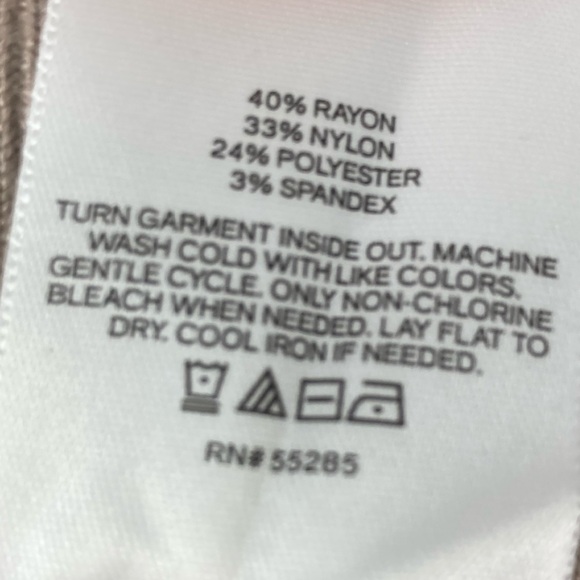 40% RAYON
33% NYLON
24% POLYESTER
3% SPANDEX
TURN GARMENT INSIDE OUT. MACHINE
WASH COLD WITH LIKE COLORS.
GENTLE CYCLE. ONLY NON-CHLORINE
BLEACH WHEN NEEDED. LAY FLAT TO
DRY. COOL IRON IF NEEDED.
RN# 55285